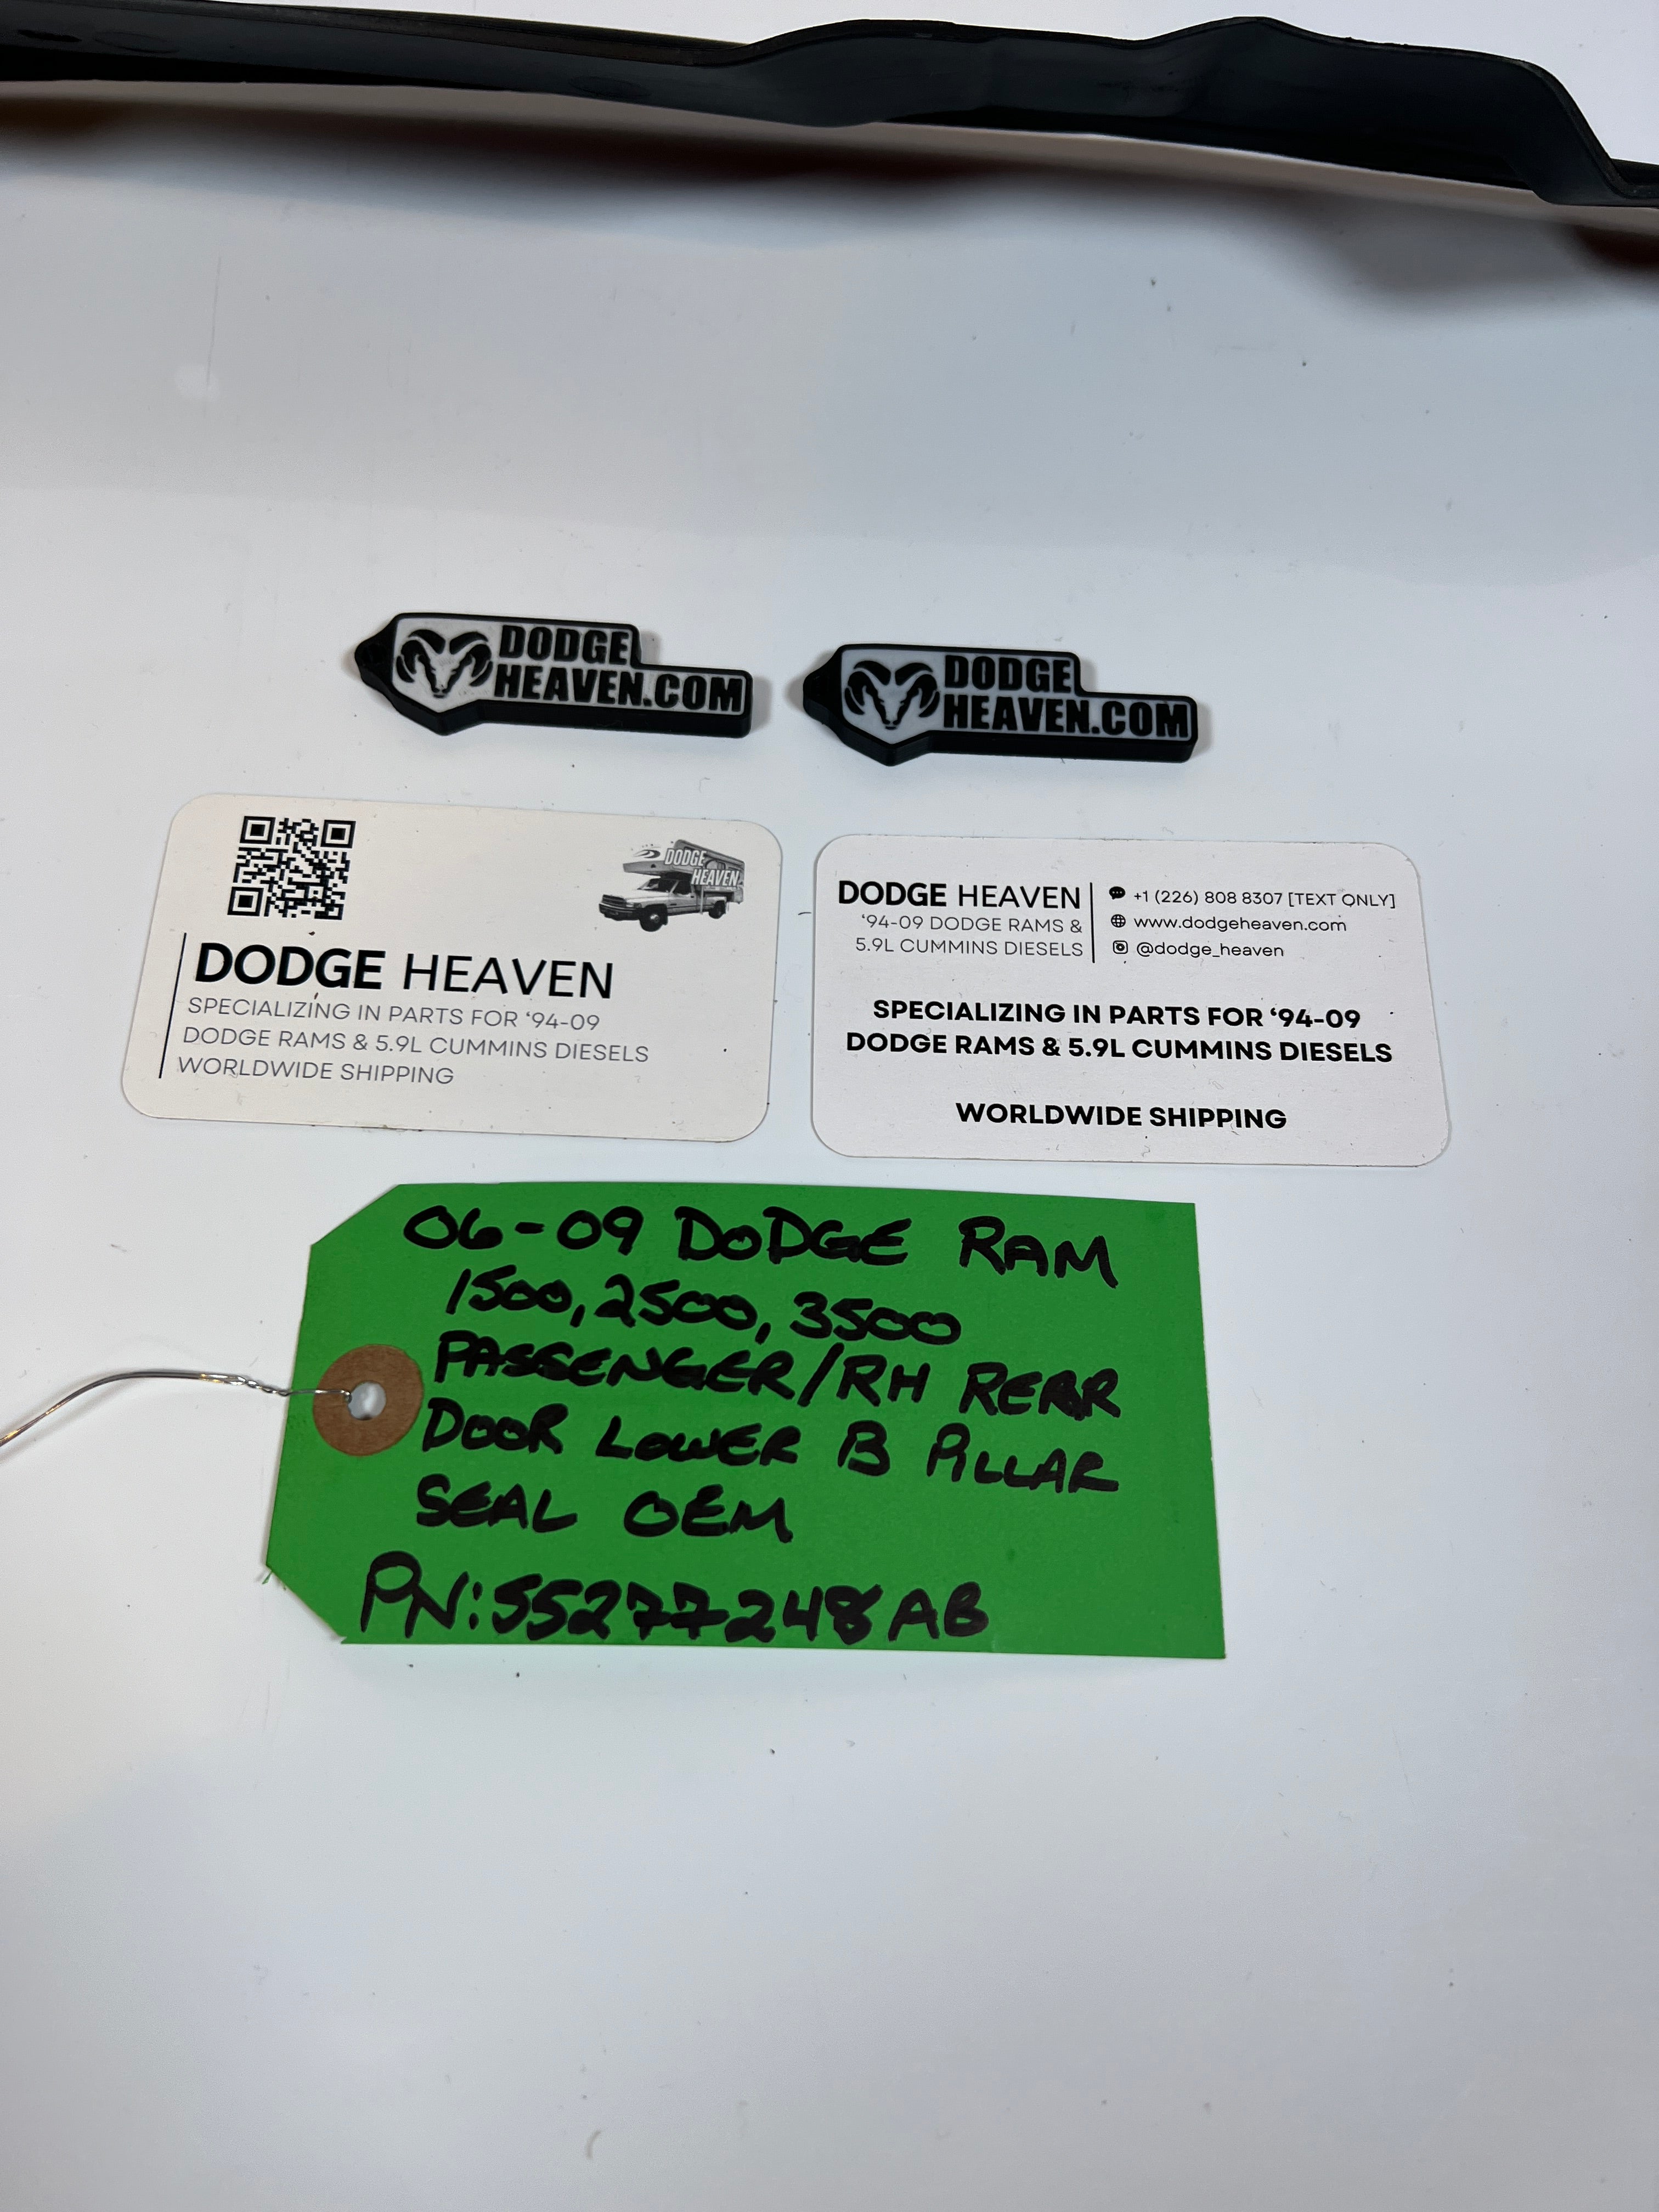 DODGE
HEAVEN.COM
DODGE
HEAVEN.COM
DODGE
HEAVEN
DODGE HEAVEN
SPECIALIZING IN PARTS FOR ‘94-09
DODGE RAMS & 5.9L CUMMINS DIESELS
WORLDWIDE SHIPPING
DODGE HEAVEN
‘94-09 DODGE RAMS &
5.9L CUMMINS DIESELS
+1 (226) 808 8307 [TEXT ONLY]
www.dodgeheaven.com
@dodge_heaven
SPECIALIZING IN PARTS FOR ‘94-09
DODGE RAMS & 5.9L CUMMINS DIESELS
WORLDWIDE SHIPPING
06-09 DODGE RAM
1500, 2500, 3500
PASSENGER/RH REAR
DOOR LOWER B PILLAR
SEAL OEM
PN: 55277248AB